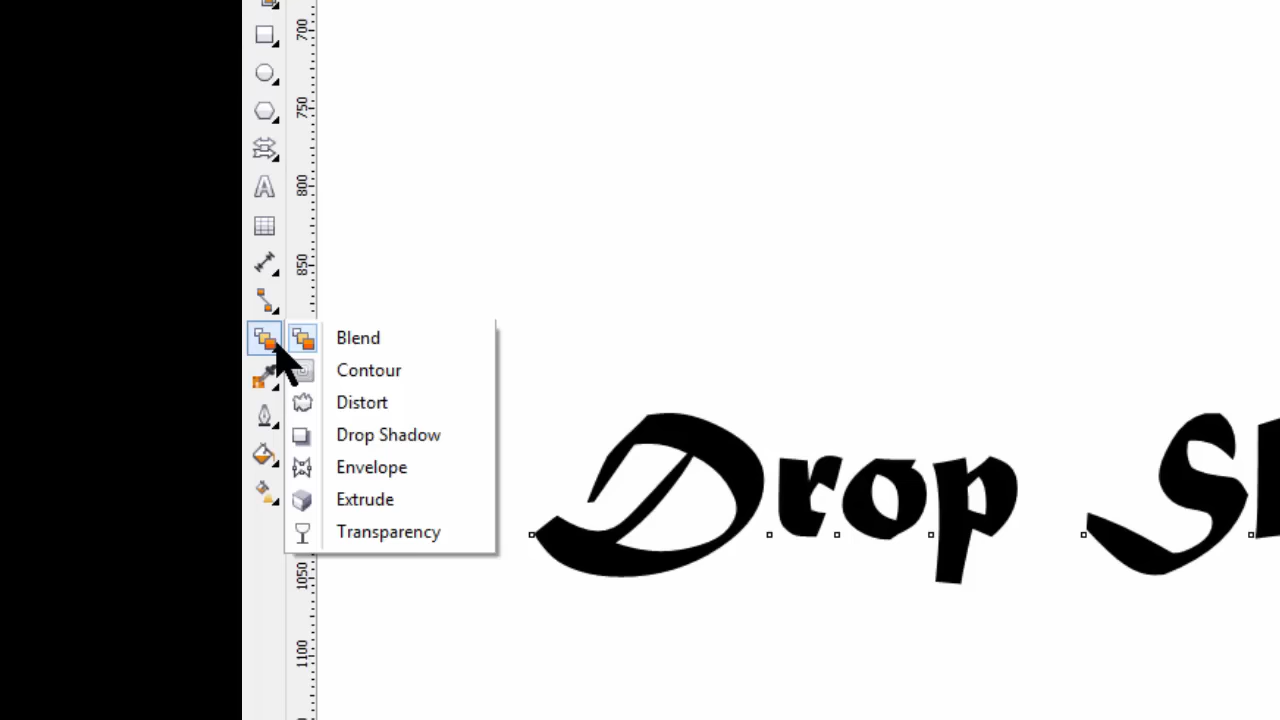 700
750
800
850
Blend
Contour
Distort
Drop Shadow
Envelope
Extrude
Transparency
Drop S
1050
1100